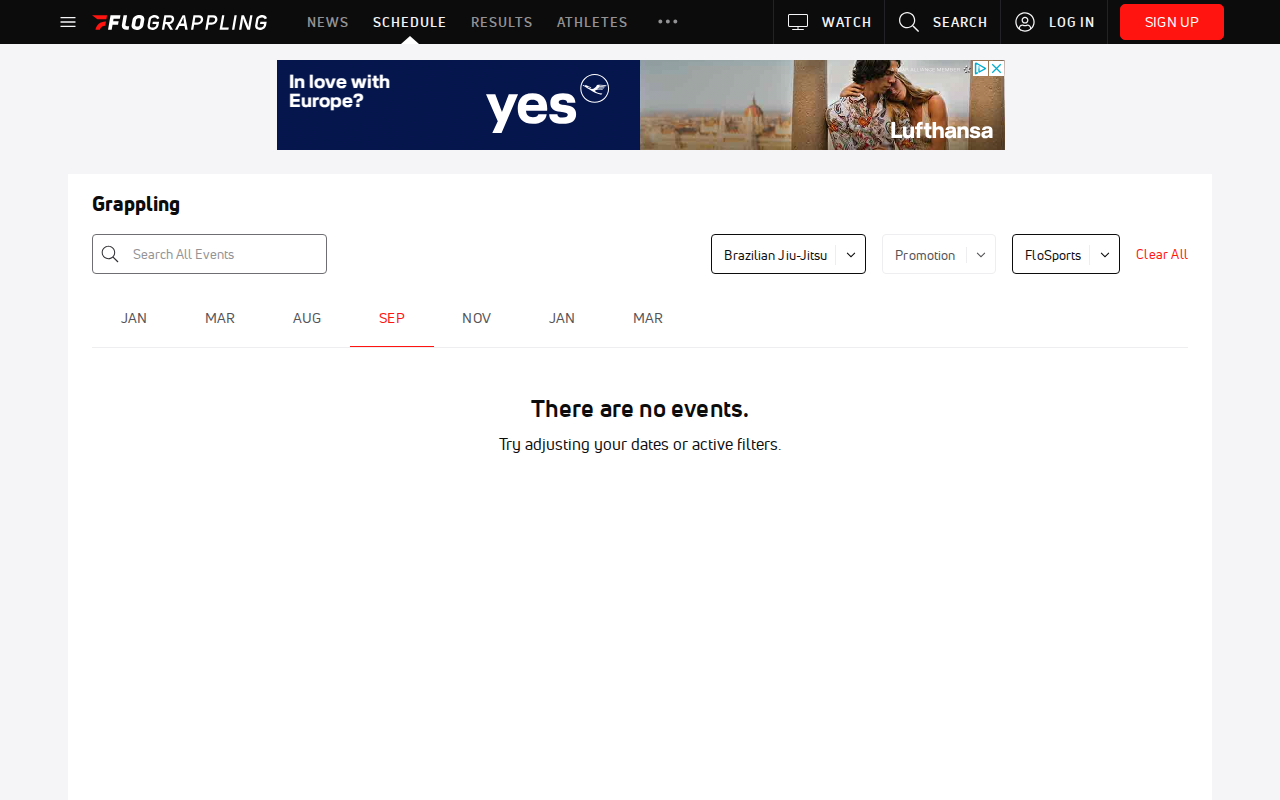 FLOGRAPPLING
NEWS
SCHEDULE
RESULTS
ATHLETES
WATCH
SEARCH
LOG IN
SIGN UP
In love with
Europe?
yes
Lufthansa
Grappling
Search All Events
Brazilian Jiu-Jitsu
Promotion
FloSports
Clear All
JAN
MAR
AUG
SEP
NOV
JAN
MAR
There are no events.
Try adjusting your dates or active filters.